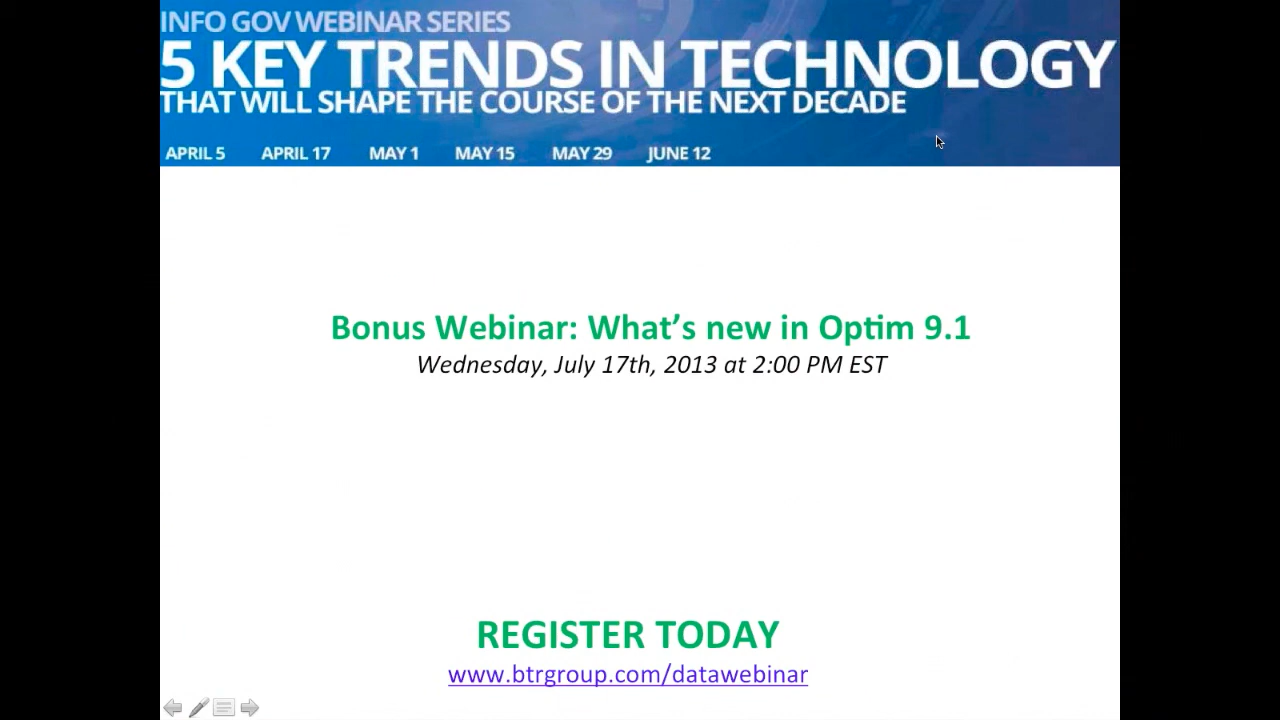 INFO GOV WEBINAR SERIES
5 KEY TRENDS IN TECHNOLOGY
THAT WILL SHAPE THE COURSE OF THE NEXT DECADE
APRIL 5 APRIL 17 MAY 1 MAY 15 MAY 29 JUNE 12
Bonus Webinar: What’s new in Optim 9.1
Wednesday, July 17th, 2013 at 2:00 PM EST
REGISTER TODAY
www.btrgroup.com/datawebinar